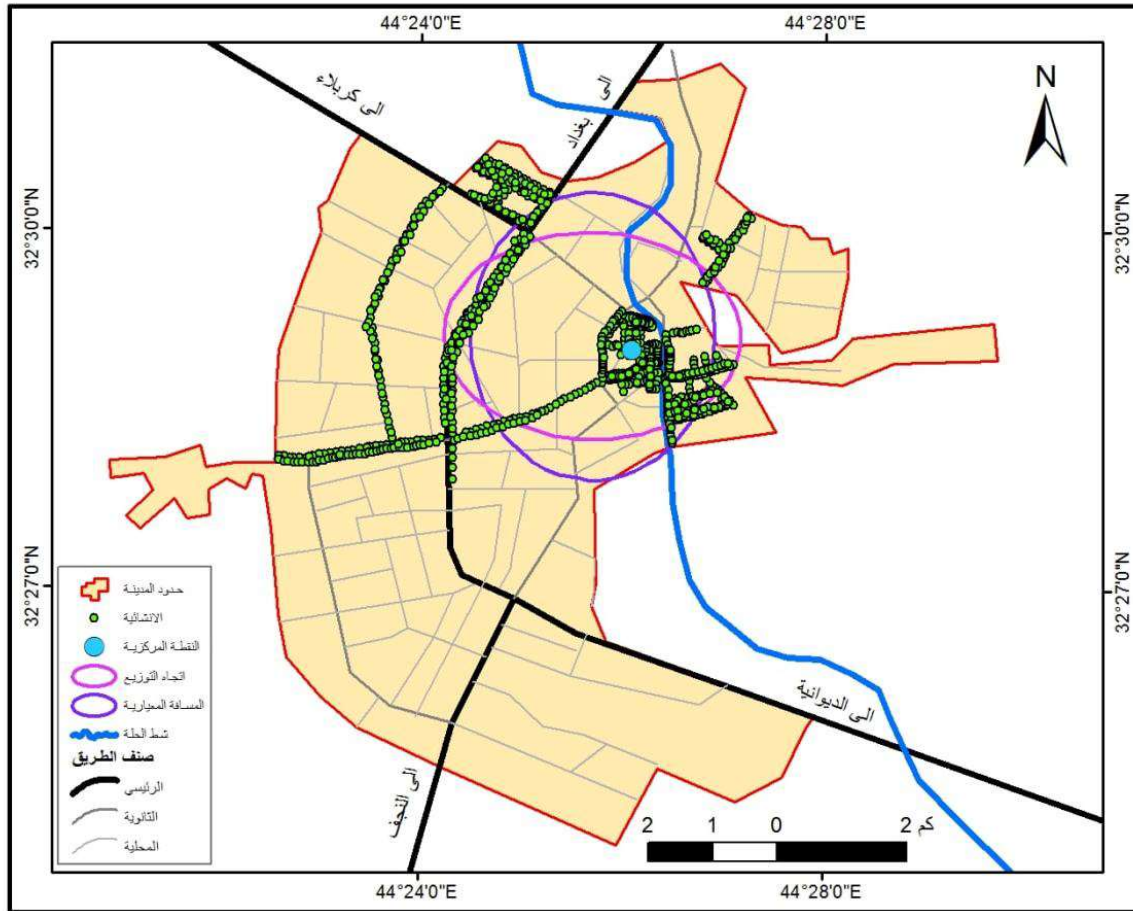 44°24'0"E
44°28'0"E
N
الى كربلاء
الى بغداد
32°30'0"N
32°30'0"N
32°27'0"N
32°27'0"N
حدود المدينة
الانشائية
النقطة المركزية
اتجاه التوزيع
المسافة المعيارية
شط الحلة
صنف الطريق
الرئيسي
الثانوية
المحلية
الى الديوانية
الى النجف
2 1 0 2 كم
44°24'0"E
44°28'0"E